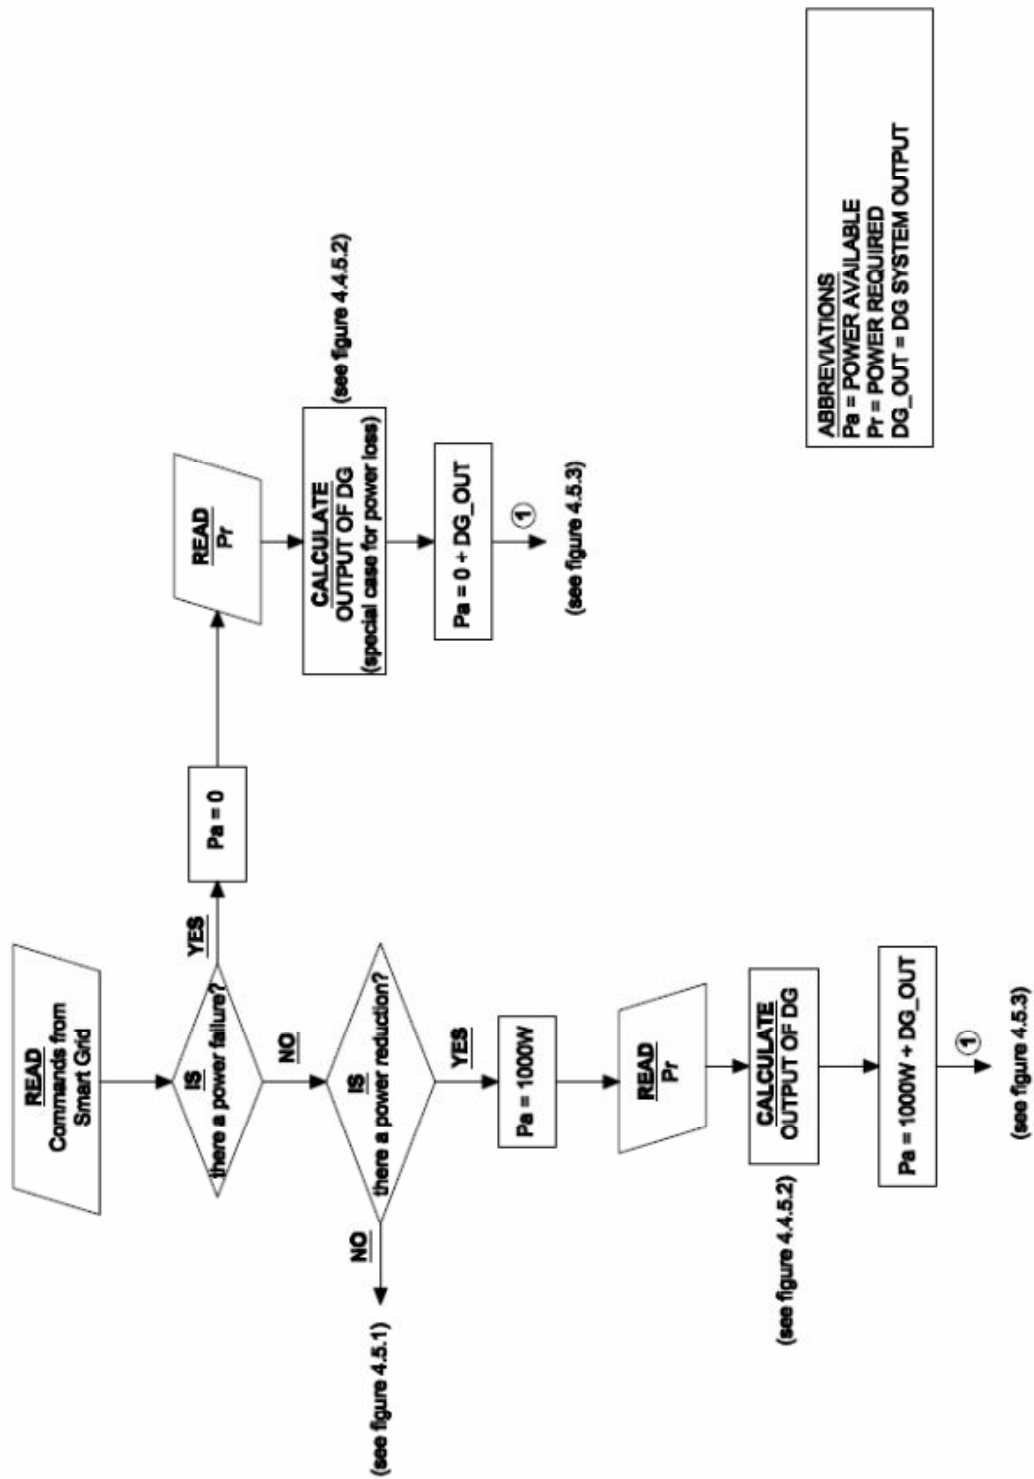 READ
Commands from
Smart Grid
IS
there a power failure?
YES
Pa = 0
READ
Pr
CALCULATE
OUTPUT OF DG
(special case for power loss)
(see figure 4.4.5.2)
Pa = 0 + DG_OUT
1
(see figure 4.5.3)
NO
IS
there a power reduction?
NO
(see figure 4.5.1)
YES
Pa = 1000W
READ
Pr
CALCULATE
OUTPUT OF DG
(see figure 4.4.5.2)
Pa = 1000W + DG_OUT
1
(see figure 4.5.3)
ABBREVIATIONS
Pa = POWER AVAILABLE
Pr = POWER REQUIRED
DG_OUT = DG SYSTEM OUTPUT